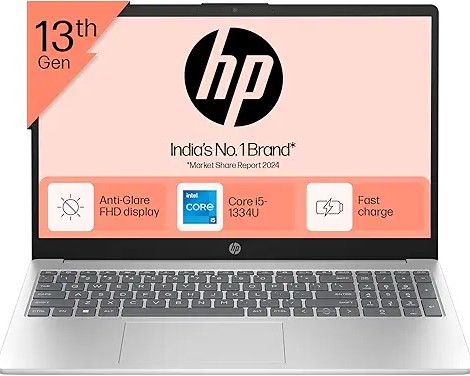 13th
Gen
hp
India's No.1 Brand*
*Market Share Report 2024
Anti-Glare
FHD display
intel
CORE
i5
Core i5-
1334U
Fast
charge
hp